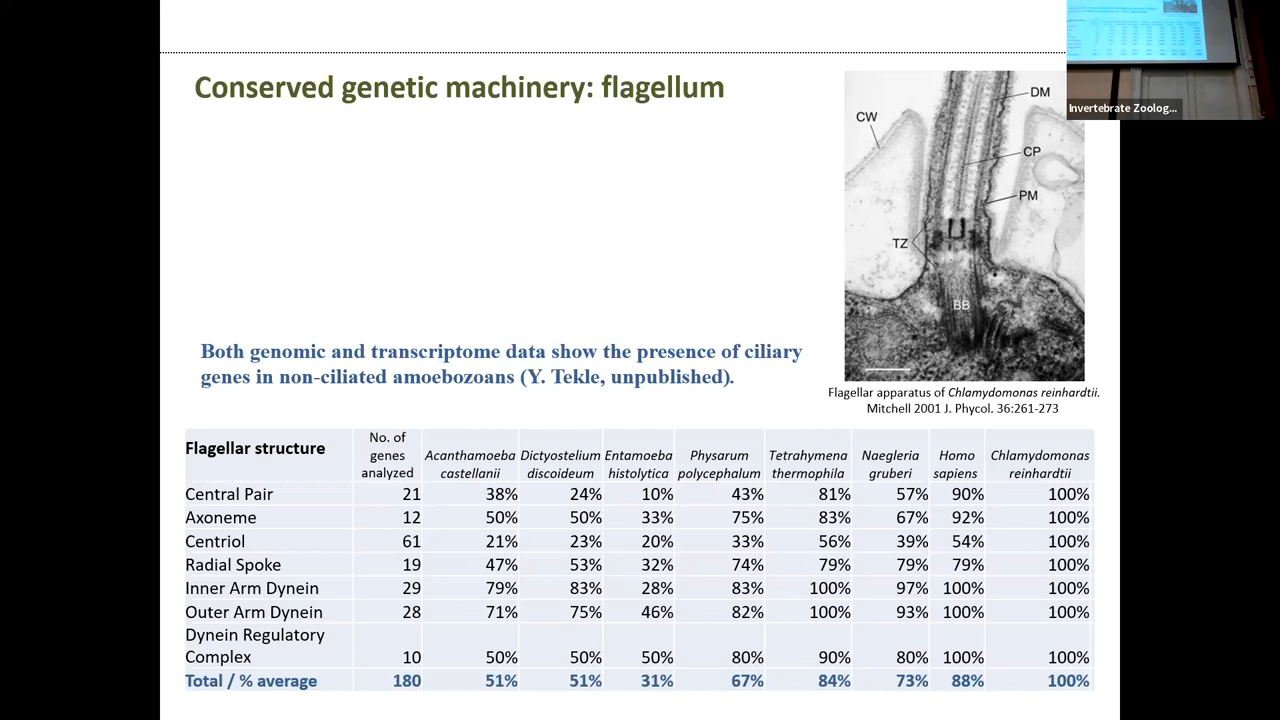 Conserved genetic machinery: flagellum
Invertebrate Zoolog...
DM
CW
CP
PM
TZ
BB
Both genomic and transcriptome data show the presence of ciliary
genes in non-ciliated amoebozoans (Y. Tekle, unpublished).
Flagellar apparatus of Chlamydomonas reinhardtii.
Mitchell 2001 J. Phycol. 36:261-273
Flagellar structure No. of genes analyzed Acanthamoeba castellanii Dictyostelium discoideum Entamoeba histolytica Physarum polycephalum Tetrahymena thermophila Naegleria gruberi Homo sapiens Chlamydomonas reinhardtii
Central Pair 21 38% 24% 10% 43% 81% 57% 90% 100%
Axoneme 12 50% 50% 33% 75% 83% 67% 92% 100%
Centriol 61 21% 23% 20% 33% 56% 39% 54% 100%
Radial Spoke 19 47% 53% 32% 74% 79% 79% 79% 100%
Inner Arm Dynein 29 79% 83% 28% 83% 100% 97% 100% 100%
Outer Arm Dynein 28 71% 75% 46% 82% 100% 93% 100% 100%
Dynein Regulatory
Complex 10 50% 50% 50% 80% 90% 80% 100% 100%
Total / % average 180 51% 51% 31% 67% 84% 73% 88% 100%